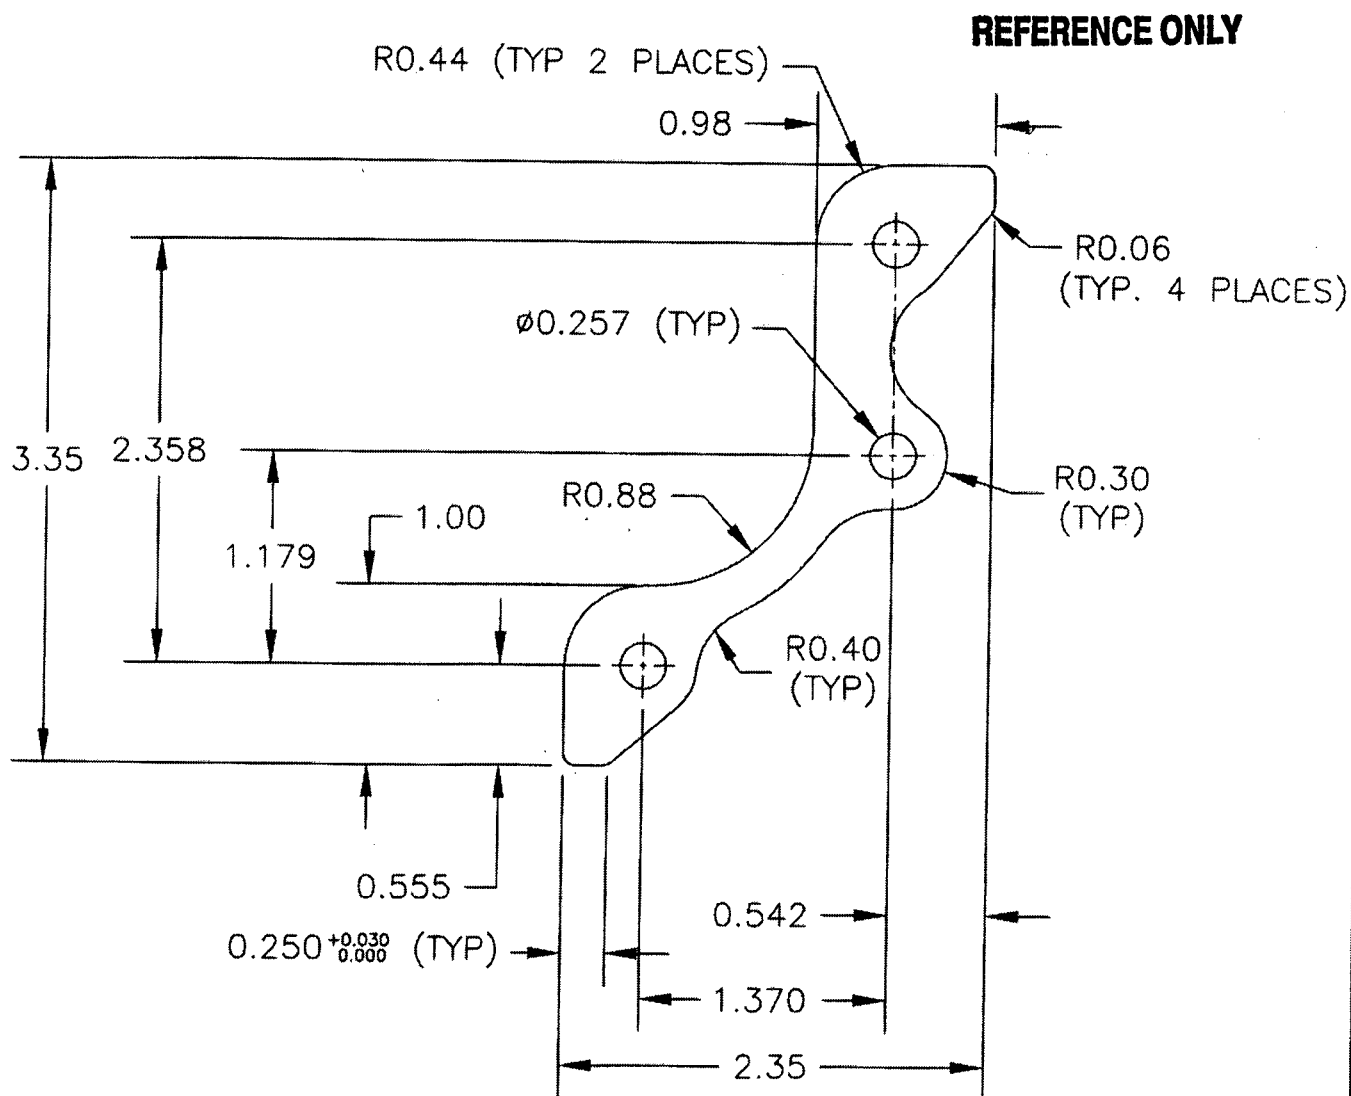 REFERENCE ONLY
R0.44 (TYP 2 PLACES)
0.98
R0.06
(TYP. 4 PLACES)
Ø0.257 (TYP)
3.35
2.358
R0.88
R0.30
(TYP)
1.00
1.179
R0.40
(TYP)
0.555
0.542
0.250 +0.030
0.000 (TYP)
1.370
2.35